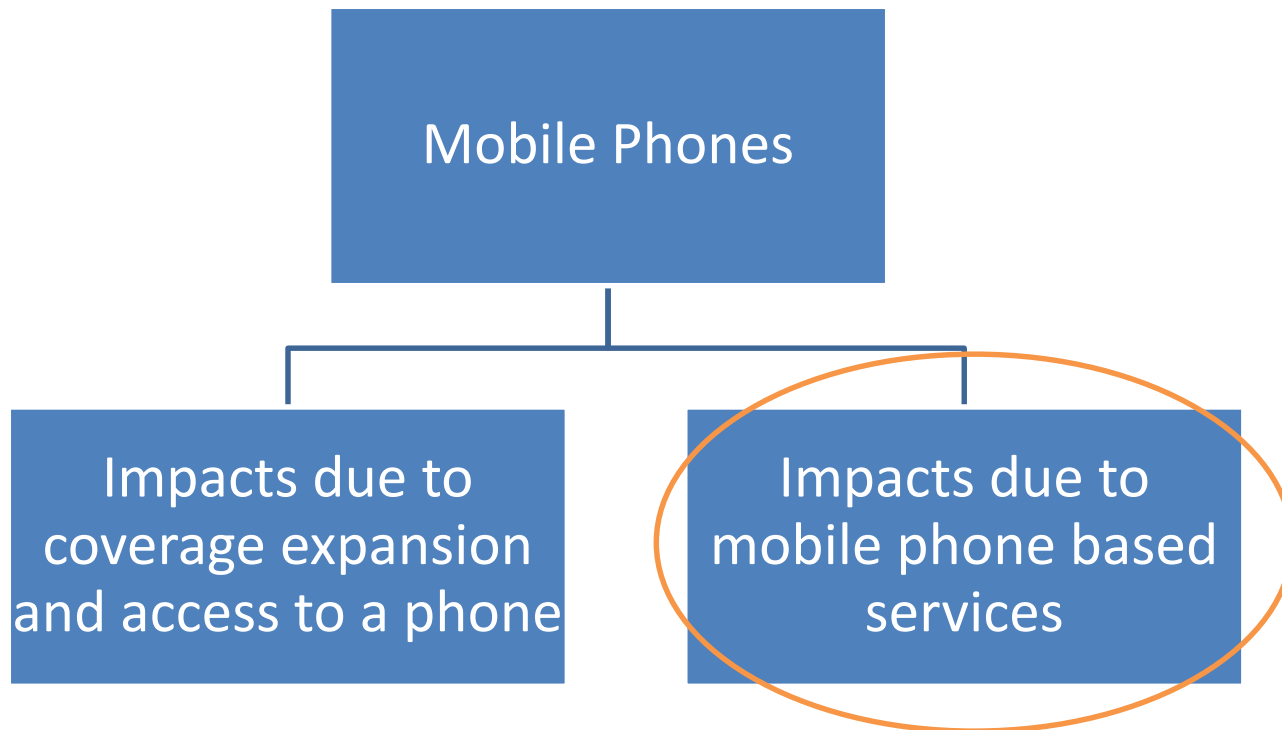 Mobile Phones
Impacts due to
coverage expansion
and access to a phone
Impacts due to
mobile phone based
services